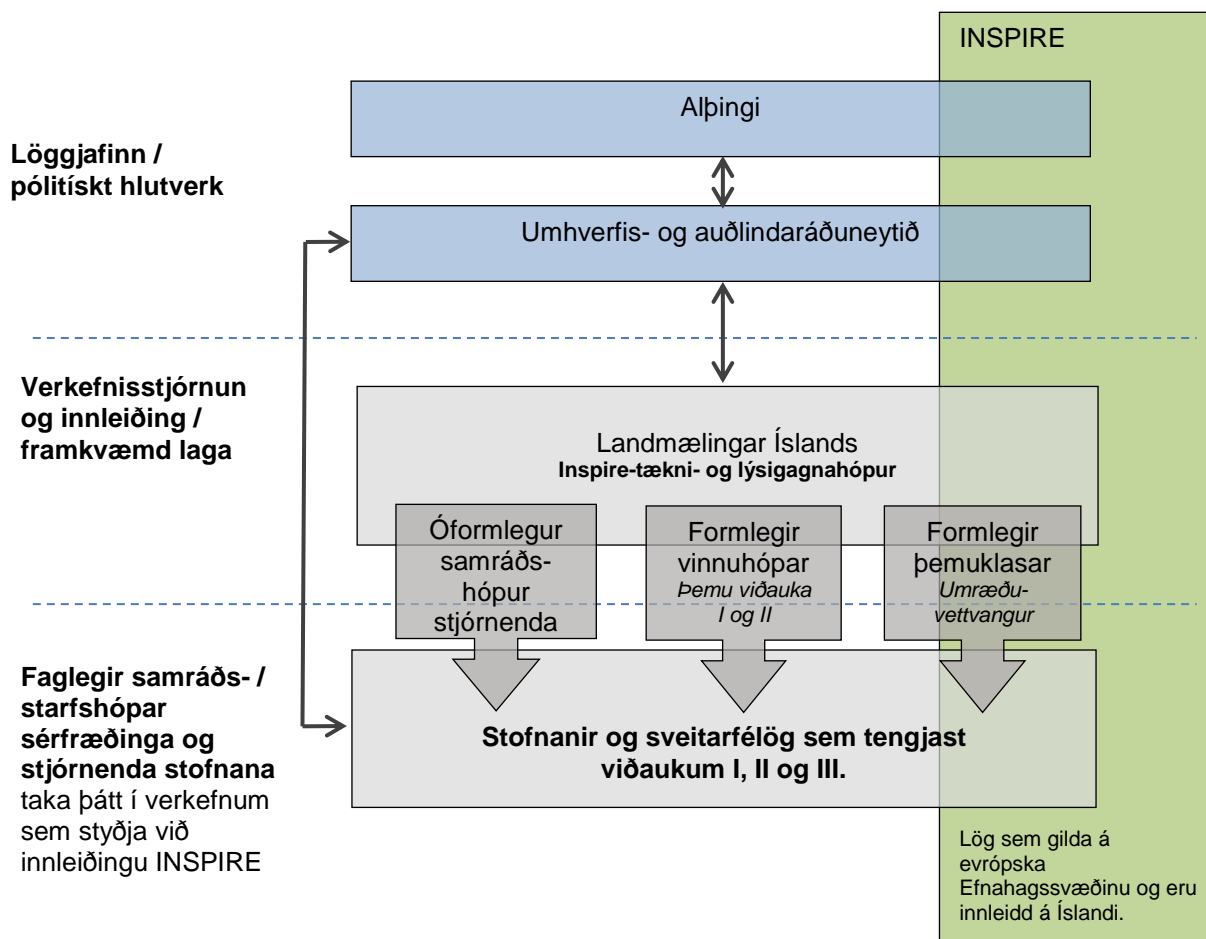 INSPIRE
Alþingi
Löggjafinn /
pólitískt hlutverk
Umhverfis- og auðlindaráðuneytið
Verkefnisstjórnun
og innleiðing /
framkvæmd laga
Landmælingar Íslands
Inspire-tækni- og lýsigagnahópur
Óformlegur
samráðs-
hópur
stjórnenda
Formlegir
vinnuhópar
Þemu viðauka
I og II
Formlegir
þemuklasar
Umræðu-
vettvangur
Faglegir samráðs- /
starfshópar
sérfræðinga og
stjórnenda stofnana
taka þátt í verkefnum
sem styðja við
innleiðingu INSPIRE
Stofnanir og sveitarfélög sem tengjast
viðaukum I, II og III.
Lög sem gilda á
evrópska
Efnahagssvæðinu og eru
innleidd á Íslandi.